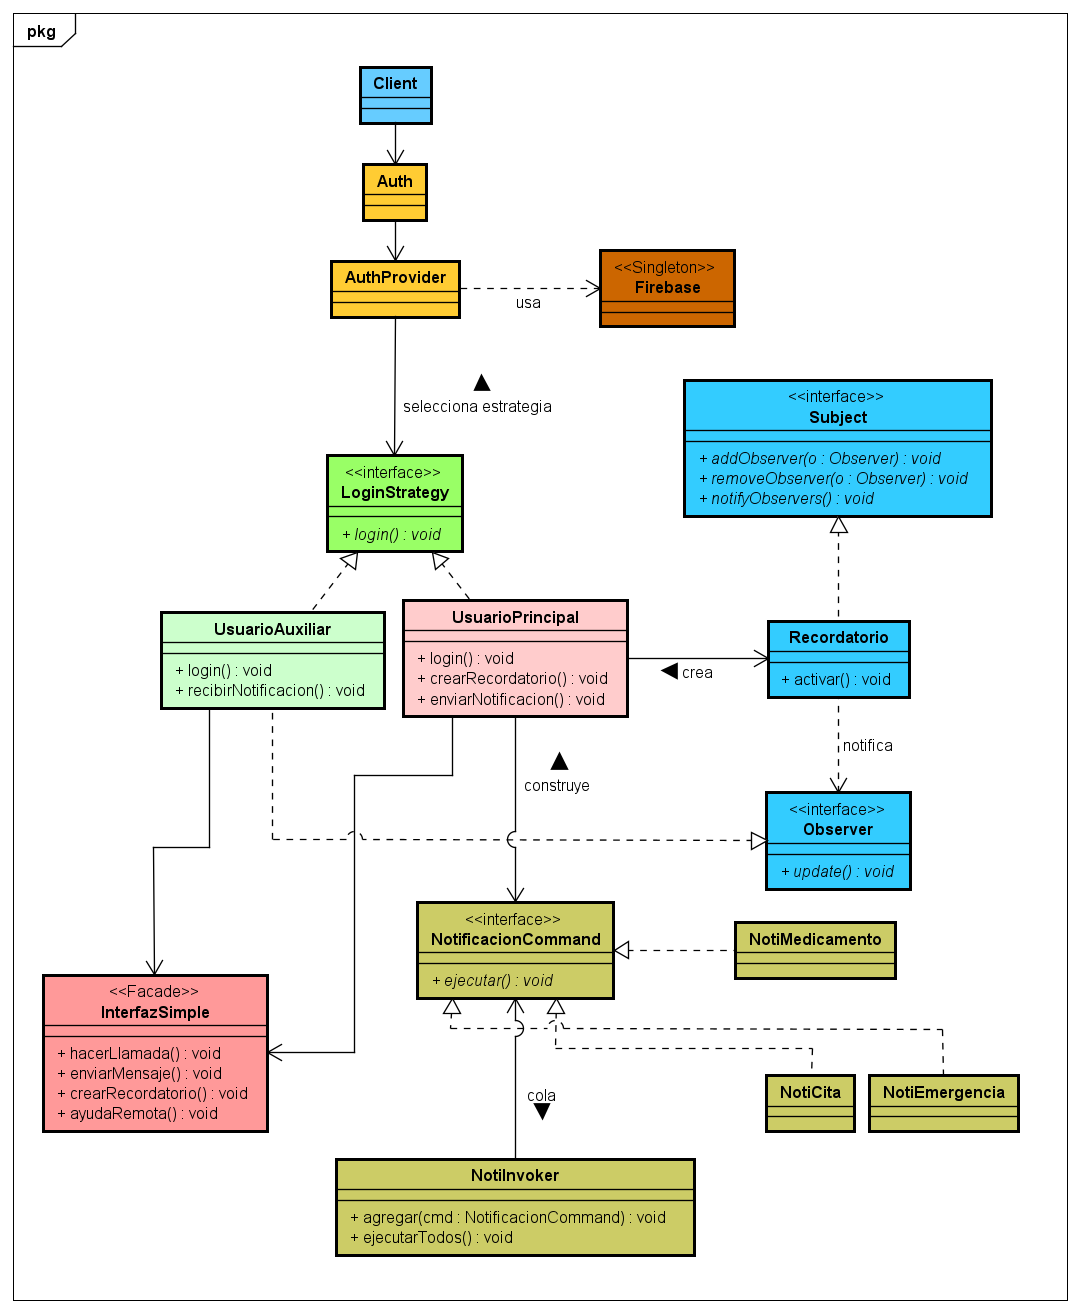 pkg
Client
Auth
AuthProvider
usa
<<Singleton>>
Firebase
selecciona estrategia
<<interface>>
Subject
+ addObserver(o : Observer) : void
+ removeObserver(o : Observer) : void
+ notifyObservers() : void
<<interface>>
LoginStrategy
+ login() : void
UsuarioAuxiliar
+ login() : void
+ recibirNotificacion() : void
UsuarioPrincipal
+ login() : void
+ crearRecordatorio() : void
+ enviarNotificacion() : void
crea
Recordatorio
+ activar() : void
notifica
construye
<<interface>>
Observer
+ update() : void
<<interface>>
NotificacionCommand
+ ejecutar() : void
NotiMedicamento
<<Facade>>
InterfazSimple
+ hacerLlamada() : void
+ enviarMensaje() : void
+ crearRecordatorio() : void
+ ayudaRemota() : void
NotiCita
NotiEmergencia
cola
NotiInvoker
+ agregar(cmd : NotificacionCommand) : void
+ ejecutarTodos() : void